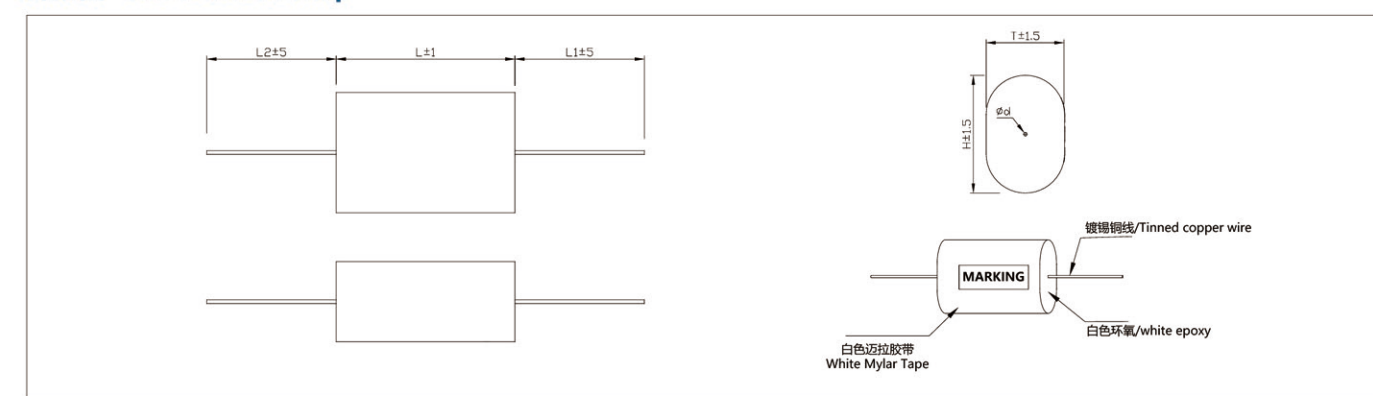 L2±5
L±1
L1±5
T±1.5
H±1.5
Ød
镀锡铜线/Tinned copper wire
MARKING
白色环氧/white epoxy
白色迈拉胶带
White Mylar Tape